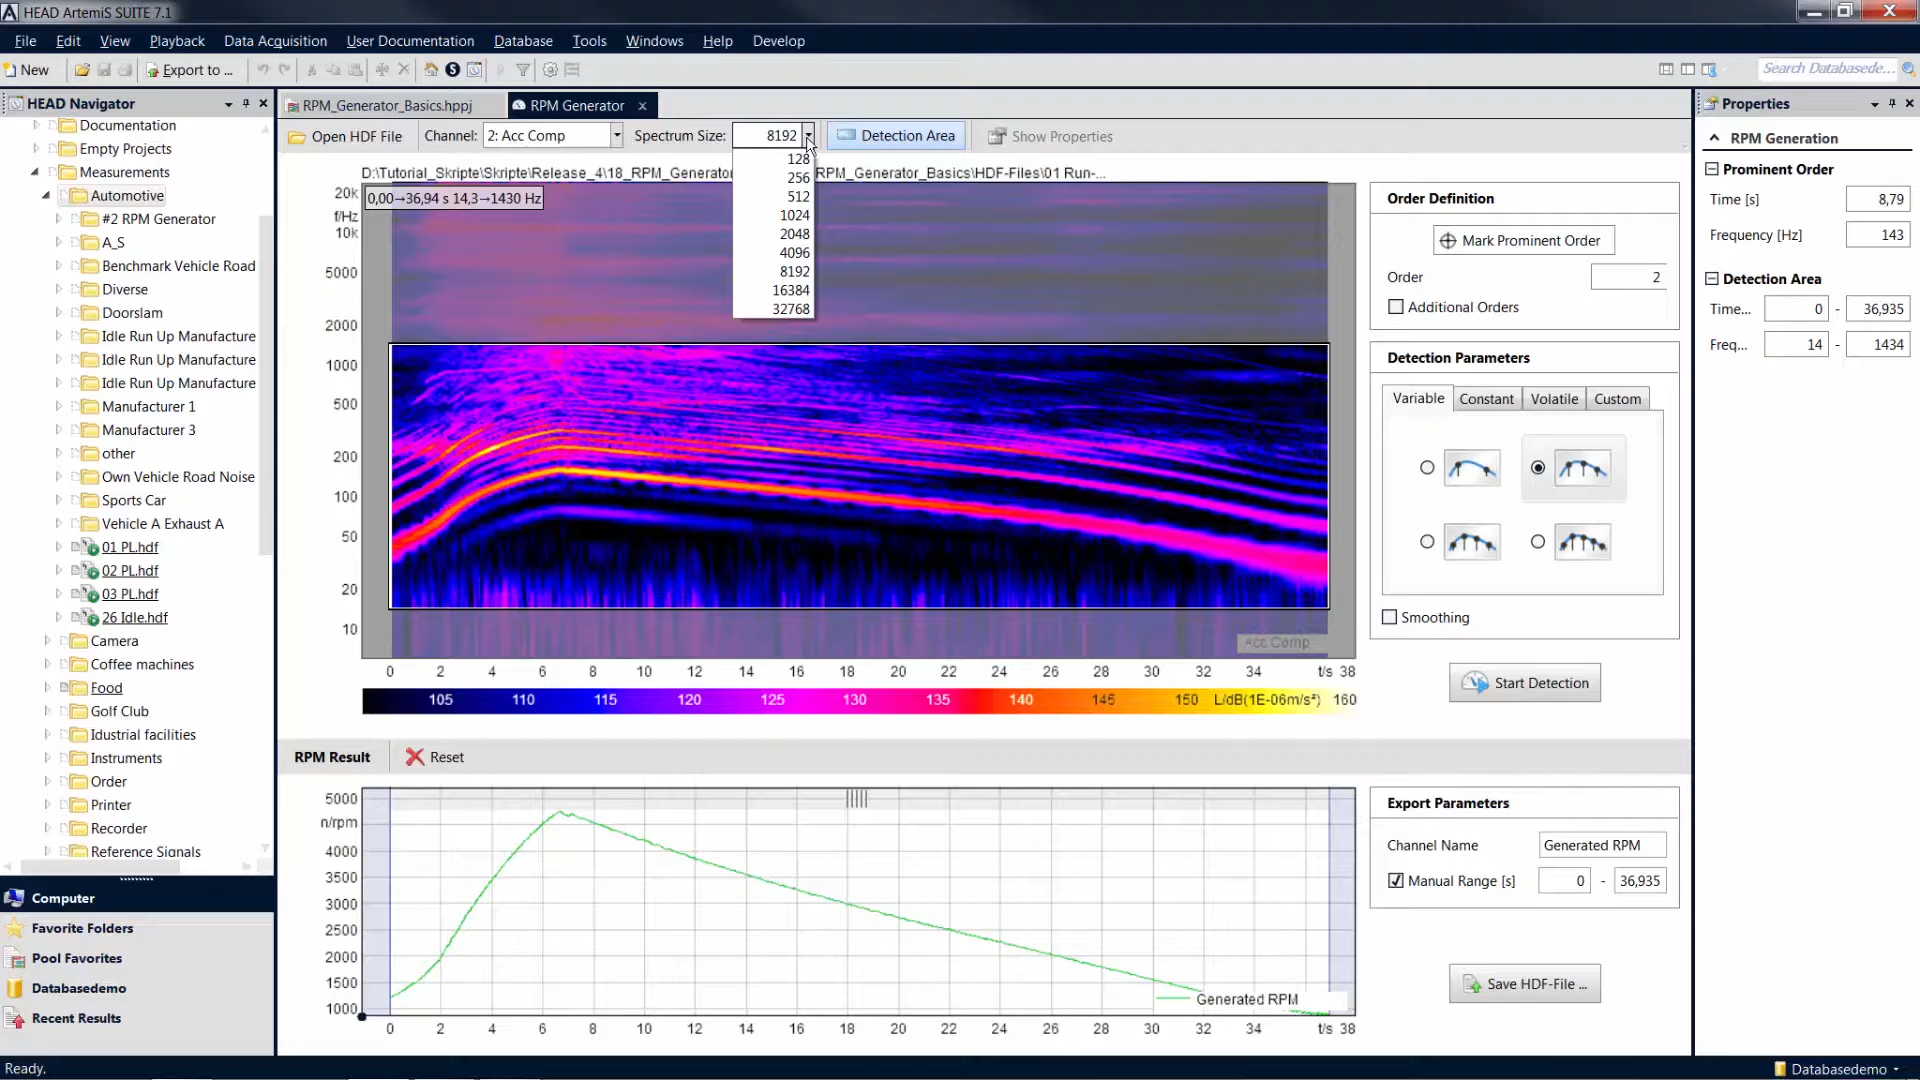 HEAD ArtemiS SUITE 7.1
File Edit View Playback Data Acquisition User Documentation Database Tools Windows Help Develop
New Export to ... Search Databasede...
HEAD Navigator
Documentation
Empty Projects
Measurements
Automotive
#2 RPM Generator
A_S
Benchmark Vehicle Road
Diverse
Doorslam
Idle Run Up Manufacture
Idle Run Up Manufacture
Idle Run Up Manufacture
Manufacturer 1
Manufacturer 3
other
Own Vehicle Road Noise
Sports Car
Vehicle A Exhaust A
01 PL.hdf
02 PL.hdf
03 PL.hdf
26 Idle.hdf
Camera
Coffee machines
Food
Golf Club
Idustrial facilities
Instruments
Order
Printer
Recorder
Reference Signals
Computer
Favorite Folders
Pool Favorites
Databasedemo
Recent Results
RPM_Generator_Basics.hppj RPM Generator
Open HDF File Channel: 2: Acc Comp Spectrum Size: 8192 Detection Area Show Properties
128
256
512
1024
2048
4096
8192
16384
32768
D:\Tutorial_Skripte\Skripte\Release_4\18_RPM_Generator RPM_Generator_Basics\HDF-Files\01 Run-...
0,00→36,94 s 14,3→1430 Hz
20k
f/Hz
10k
5000
2000
1000
500
200
100
50
20
10
Acc Comp
0 2 4 6 8 10 12 14 16 18 20 22 24 26 28 30 32 34 t/s 38
105 110 115 120 125 130 135 140 145 150 L/dB(1E-06m/s²) 160
RPM Result Reset
5000
n/rpm
4000
3500
3000
2500
2000
1500
1000
Generated RPM
0 2 4 6 8 10 12 14 16 18 20 22 24 26 28 30 32 34 t/s 38
Order Definition
Mark Prominent Order
Order 2
Additional Orders
Detection Parameters
Variable Constant Volatile Custom
Smoothing
Start Detection
Export Parameters
Channel Name Generated RPM
Manual Range [s] 0 - 36,935
Save HDF-File ...
Properties
RPM Generation
Prominent Order
Time [s] 8,79
Frequency [Hz] 143
Detection Area
Time... 0 - 36,935
Freq... 14 - 1434
Ready. Databasedemo